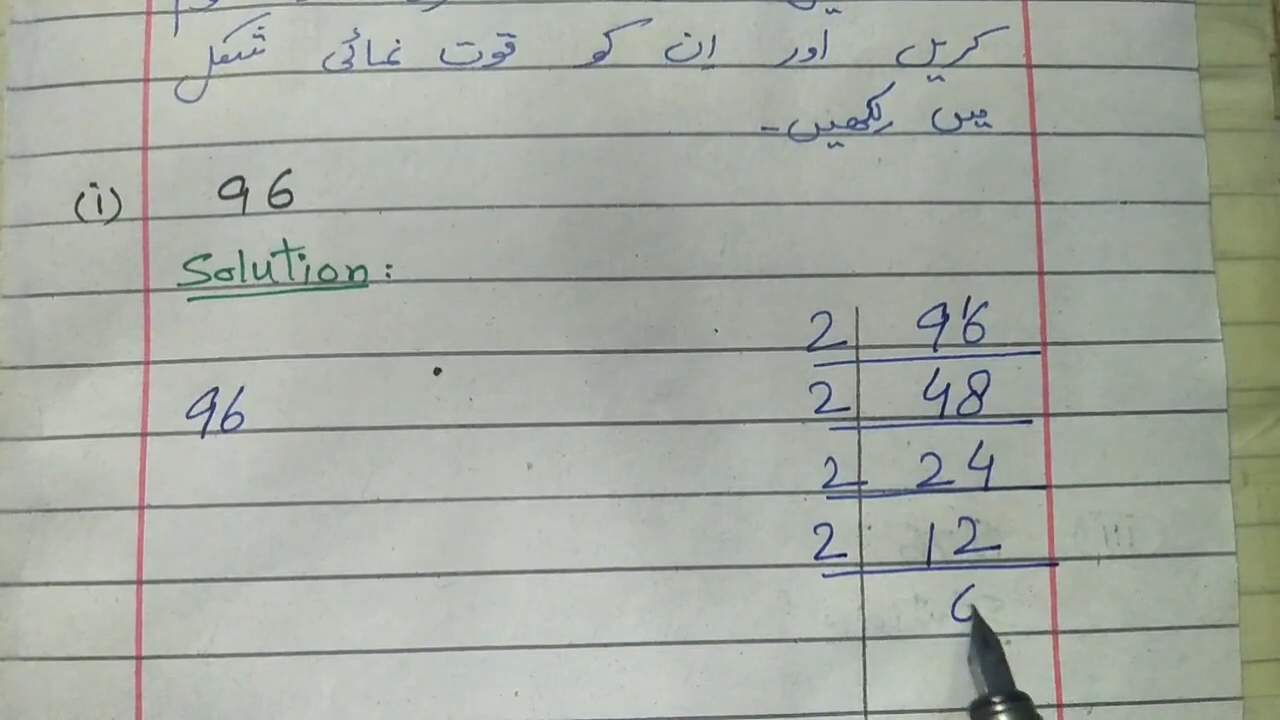 کریں اور اِن کو قوت نمائی شکل
میں رکھیں۔
(i) 96
Solution:
2 96
96 2 48
2 24
2 12
6